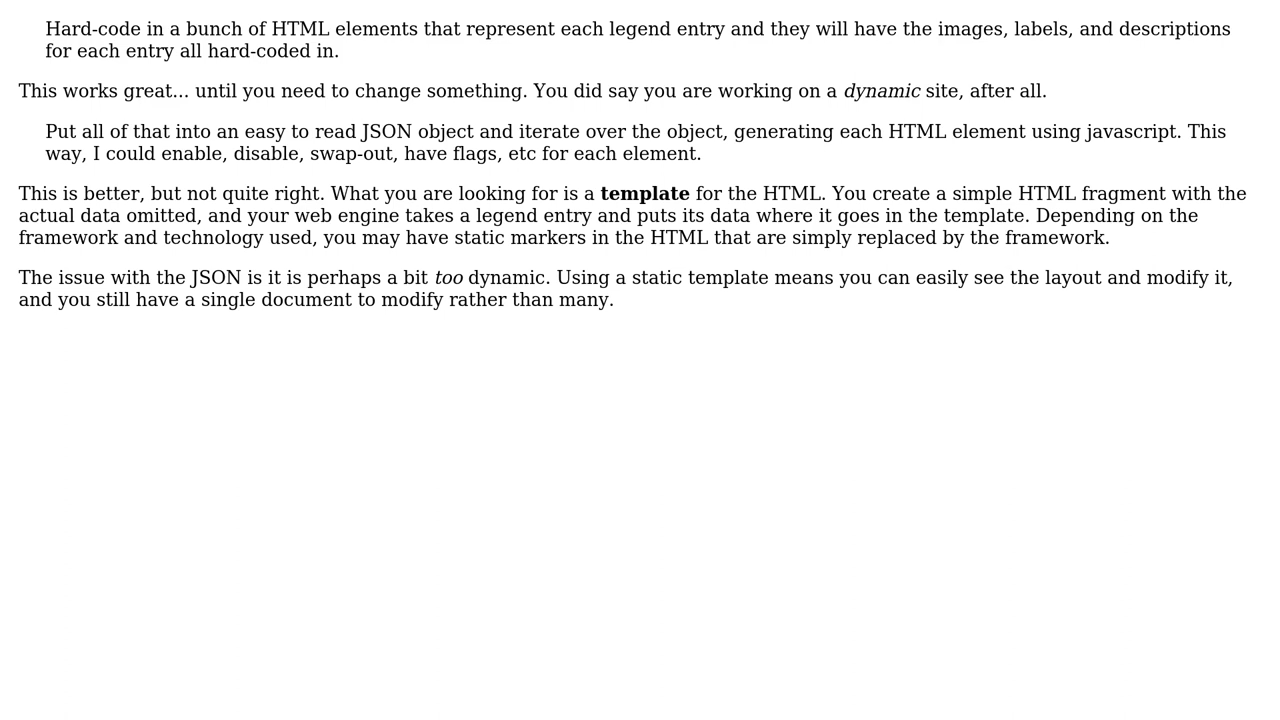 Hard-code in a bunch of HTML elements that represent each legend entry and they will have the images, labels, and descriptions
for each entry all hard-coded in.
This works great... until you need to change something. You did say you are working on a dynamic site, after all.
Put all of that into an easy to read JSON object and iterate over the object, generating each HTML element using javascript. This
way, I could enable, disable, swap-out, have flags, etc for each element.
This is better, but not quite right. What you are looking for is a template for the HTML. You create a simple HTML fragment with the
actual data omitted, and your web engine takes a legend entry and puts its data where it goes in the template. Depending on the
framework and technology used, you may have static markers in the HTML that are simply replaced by the framework.
The issue with the JSON is it is perhaps a bit too dynamic. Using a static template means you can easily see the layout and modify it,
and you still have a single document to modify rather than many.